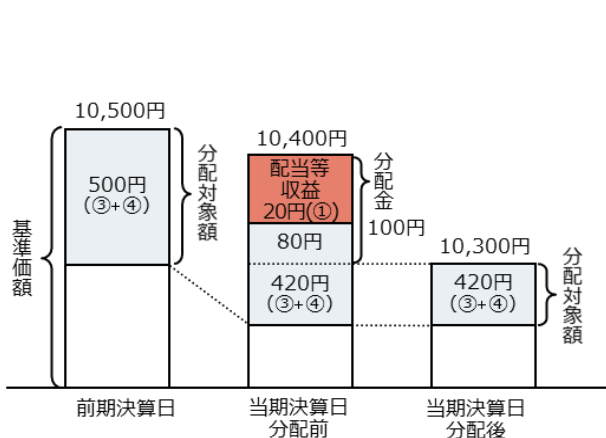 10,500円
500円
(③+④)
分配対象額
基準価額
前期決算日
10,400円
配当等
収益
20円(①)
80円
420円
(③+④)
分配金
100円
当期決算日
分配前
10,300円
420円
(③+④)
分配対象額
当期決算日
分配後